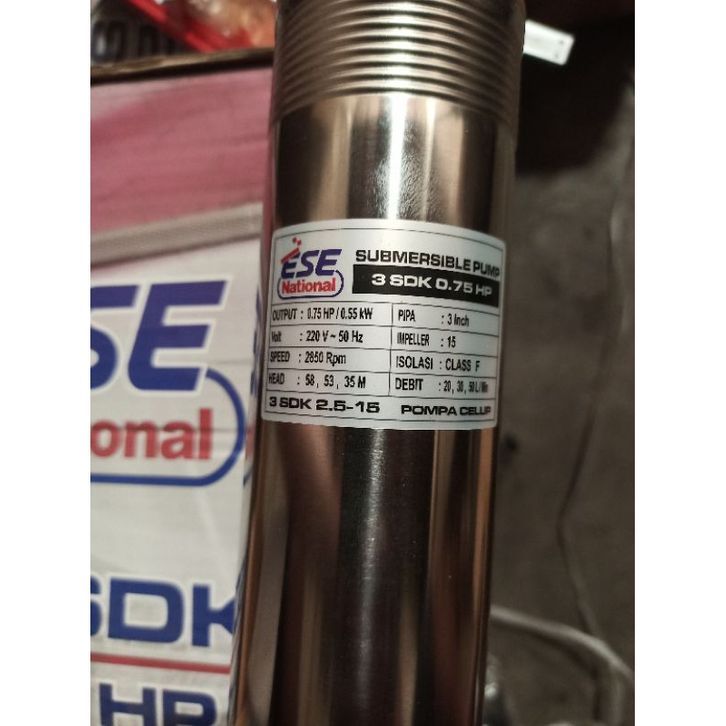 ESE
National
SUBMERSIBLE PUMP
3 SDK 0.75 HP
OUTPUT : 0.75 HP / 0.55 kW
Volt : 220 V ~ 50 Hz
SPEED : 2850 Rpm
HEAD : 58, 53, 35 M
PIPA : 3 Inch
IMPELLER : 15
ISOLASI : CLASS F
DEBIT : 20, 30, 50 L/Min
3 SDK 2.5-15 POMPA CELUP
SE
onal
SDK
HP